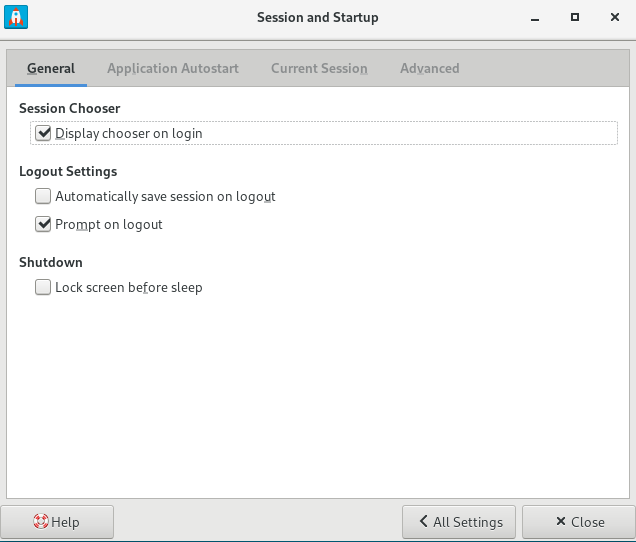 Session and Startup
General Application Autostart Current Session Advanced
Session Chooser
Display chooser on login
Logout Settings
Automatically save session on logout
Prompt on logout
Shutdown
Lock screen before sleep
Help All Settings Close